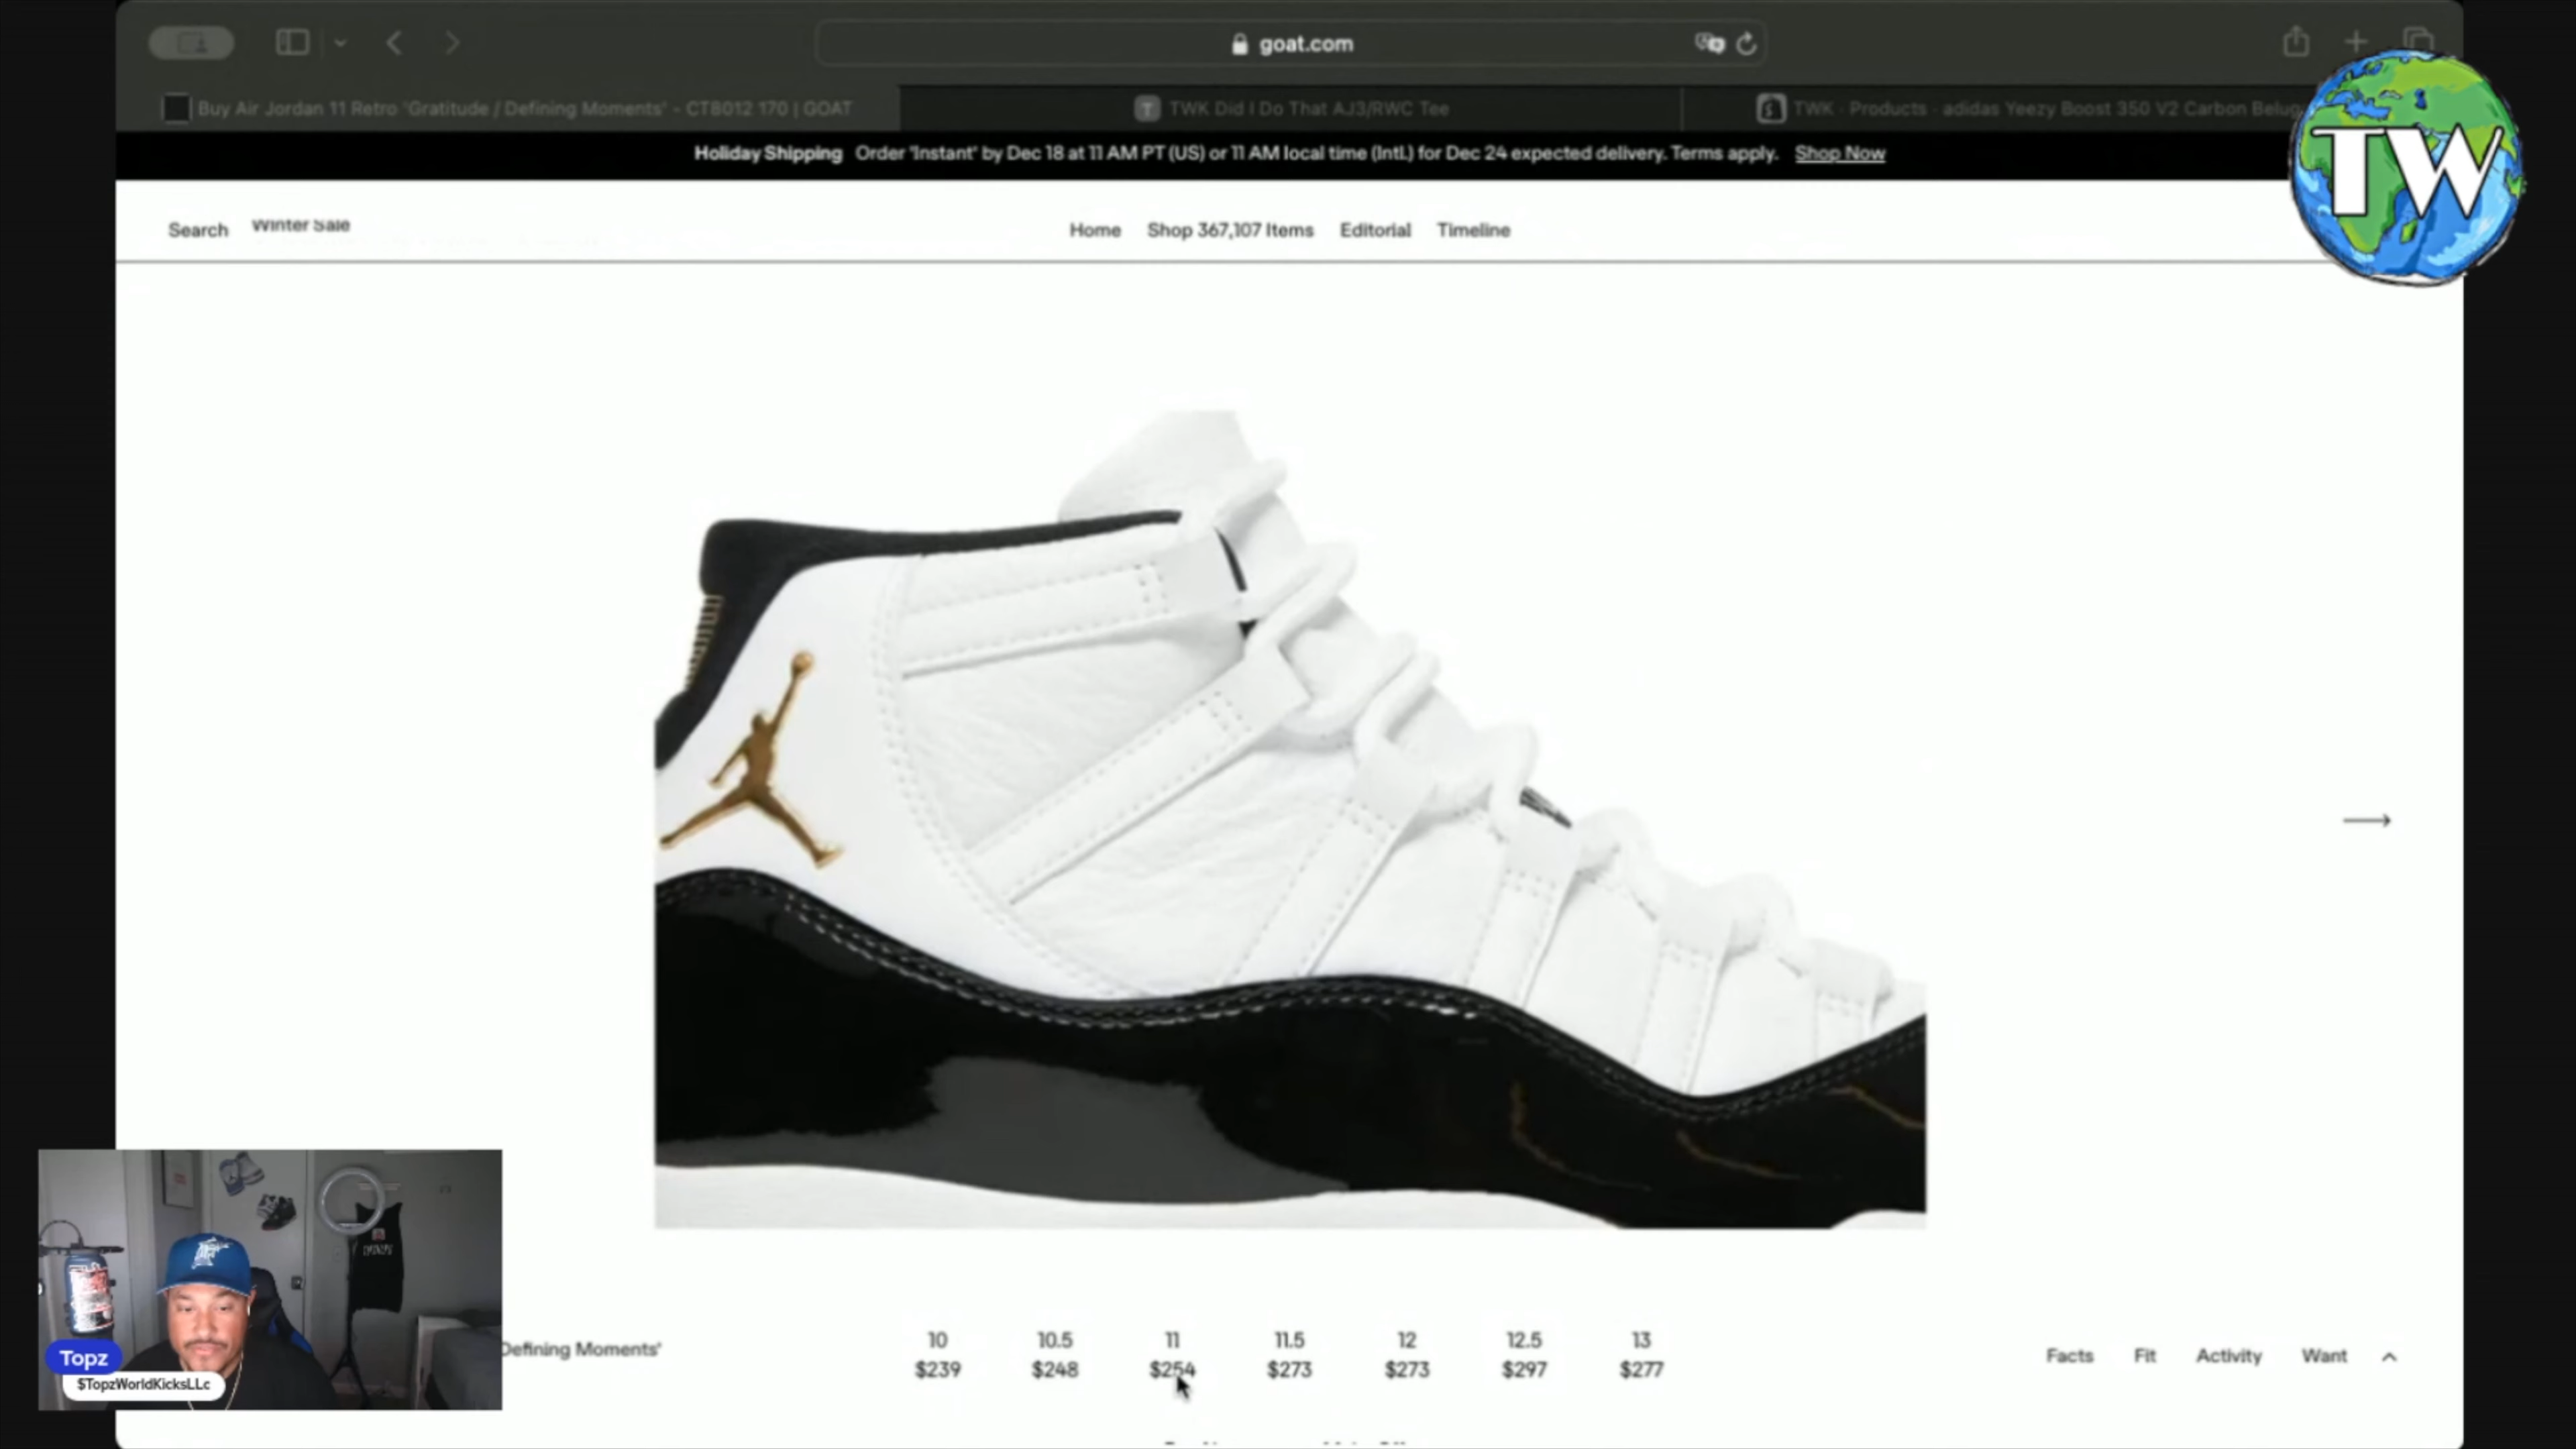 goat.com
Buy Air Jordan 11 Retro 'Gratitude / Defining Moments' - CT8012 170 | GOAT
TWK Did I Do That AJ3/RWC Tee
TWK · Products · adidas Yeezy Boost 350 V2 Carbon Belug
TW
Holiday Shipping Order 'Instant' by Dec 18 at 11 AM PT (US) or 11 AM local time (Intl.) for Dec 24 expected delivery. Terms apply. Shop Now
Search Winter Sale Home Shop 367,107 Items Editorial Timeline
Defining Moments'
10 10.5 11 11.5 12 12.5 13
$239 $248 $254 $273 $273 $297 $277
Facts Fit Activity Want
Topz
$TopzWorldKicksLLc